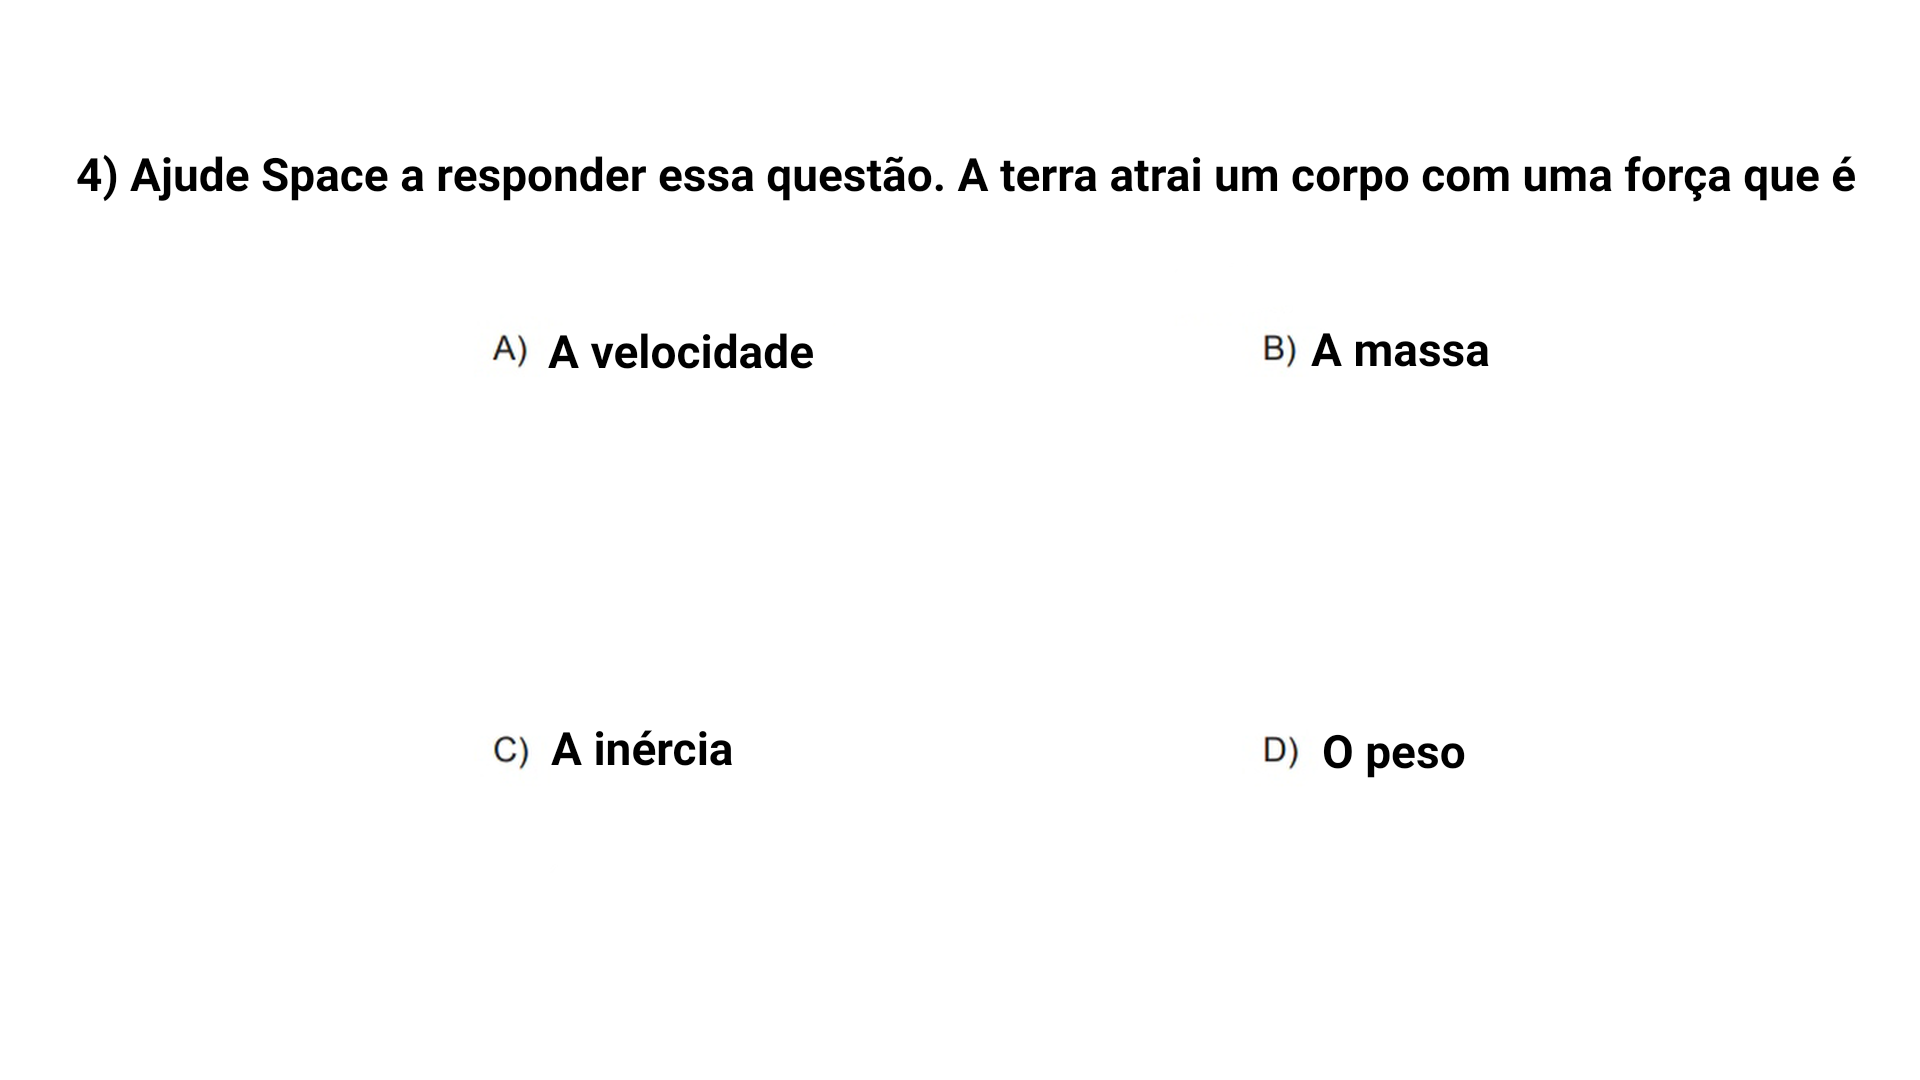 4) Ajude Space a responder essa questão. A terra atrai um corpo com uma força que é
A) A velocidade
B) A massa
C) A inércia
D) O peso